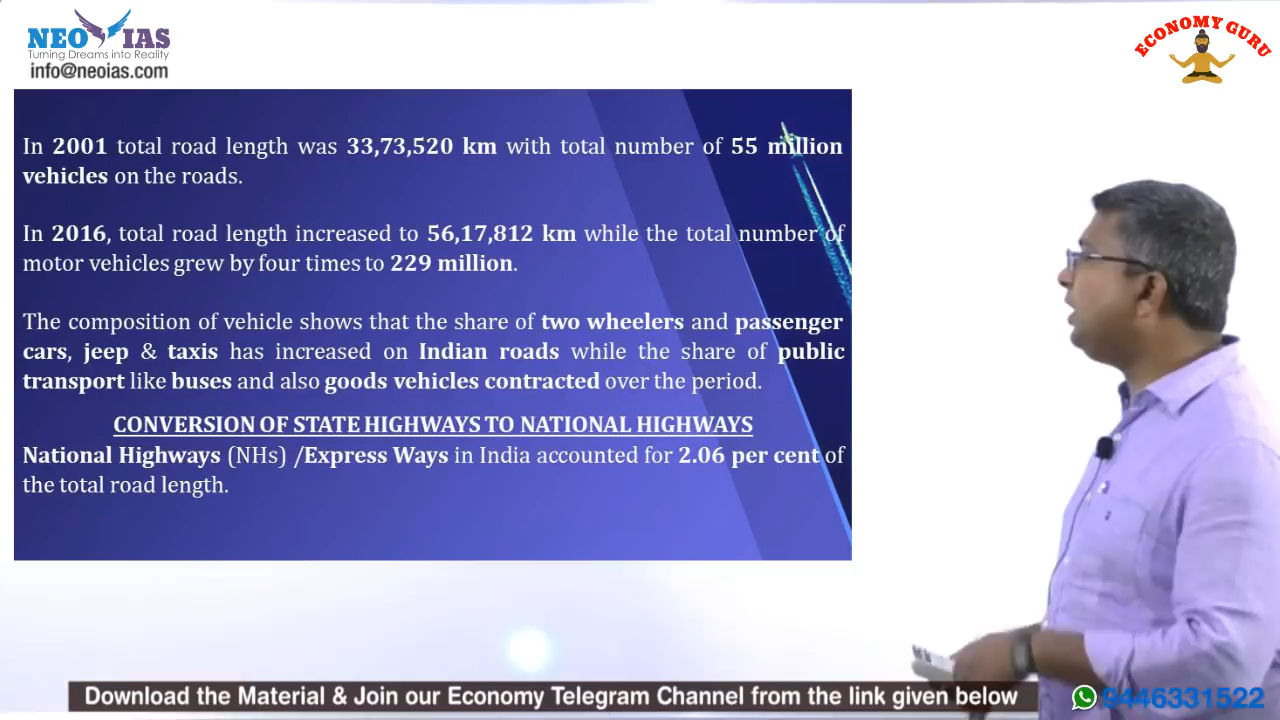 NEO IAS
Turning Dreams into Reality
info@neoias.com
ECONOMY GURU
In 2001 total road length was 33,73,520 km with total number of 55 million
vehicles on the roads.
In 2016, total road length increased to 56,17,812 km while the total number of
motor vehicles grew by four times to 229 million.
The composition of vehicle shows that the share of two wheelers and passenger
cars, jeep & taxis has increased on Indian roads while the share of public
transport like buses and also goods vehicles contracted over the period.
CONVERSION OF STATE HIGHWAYS TO NATIONAL HIGHWAYS
National Highways (NHs) /Express Ways in India accounted for 2.06 per cent of
the total road length.
Download the Material & Join our Economy Telegram Channel from the link given below
9446331522